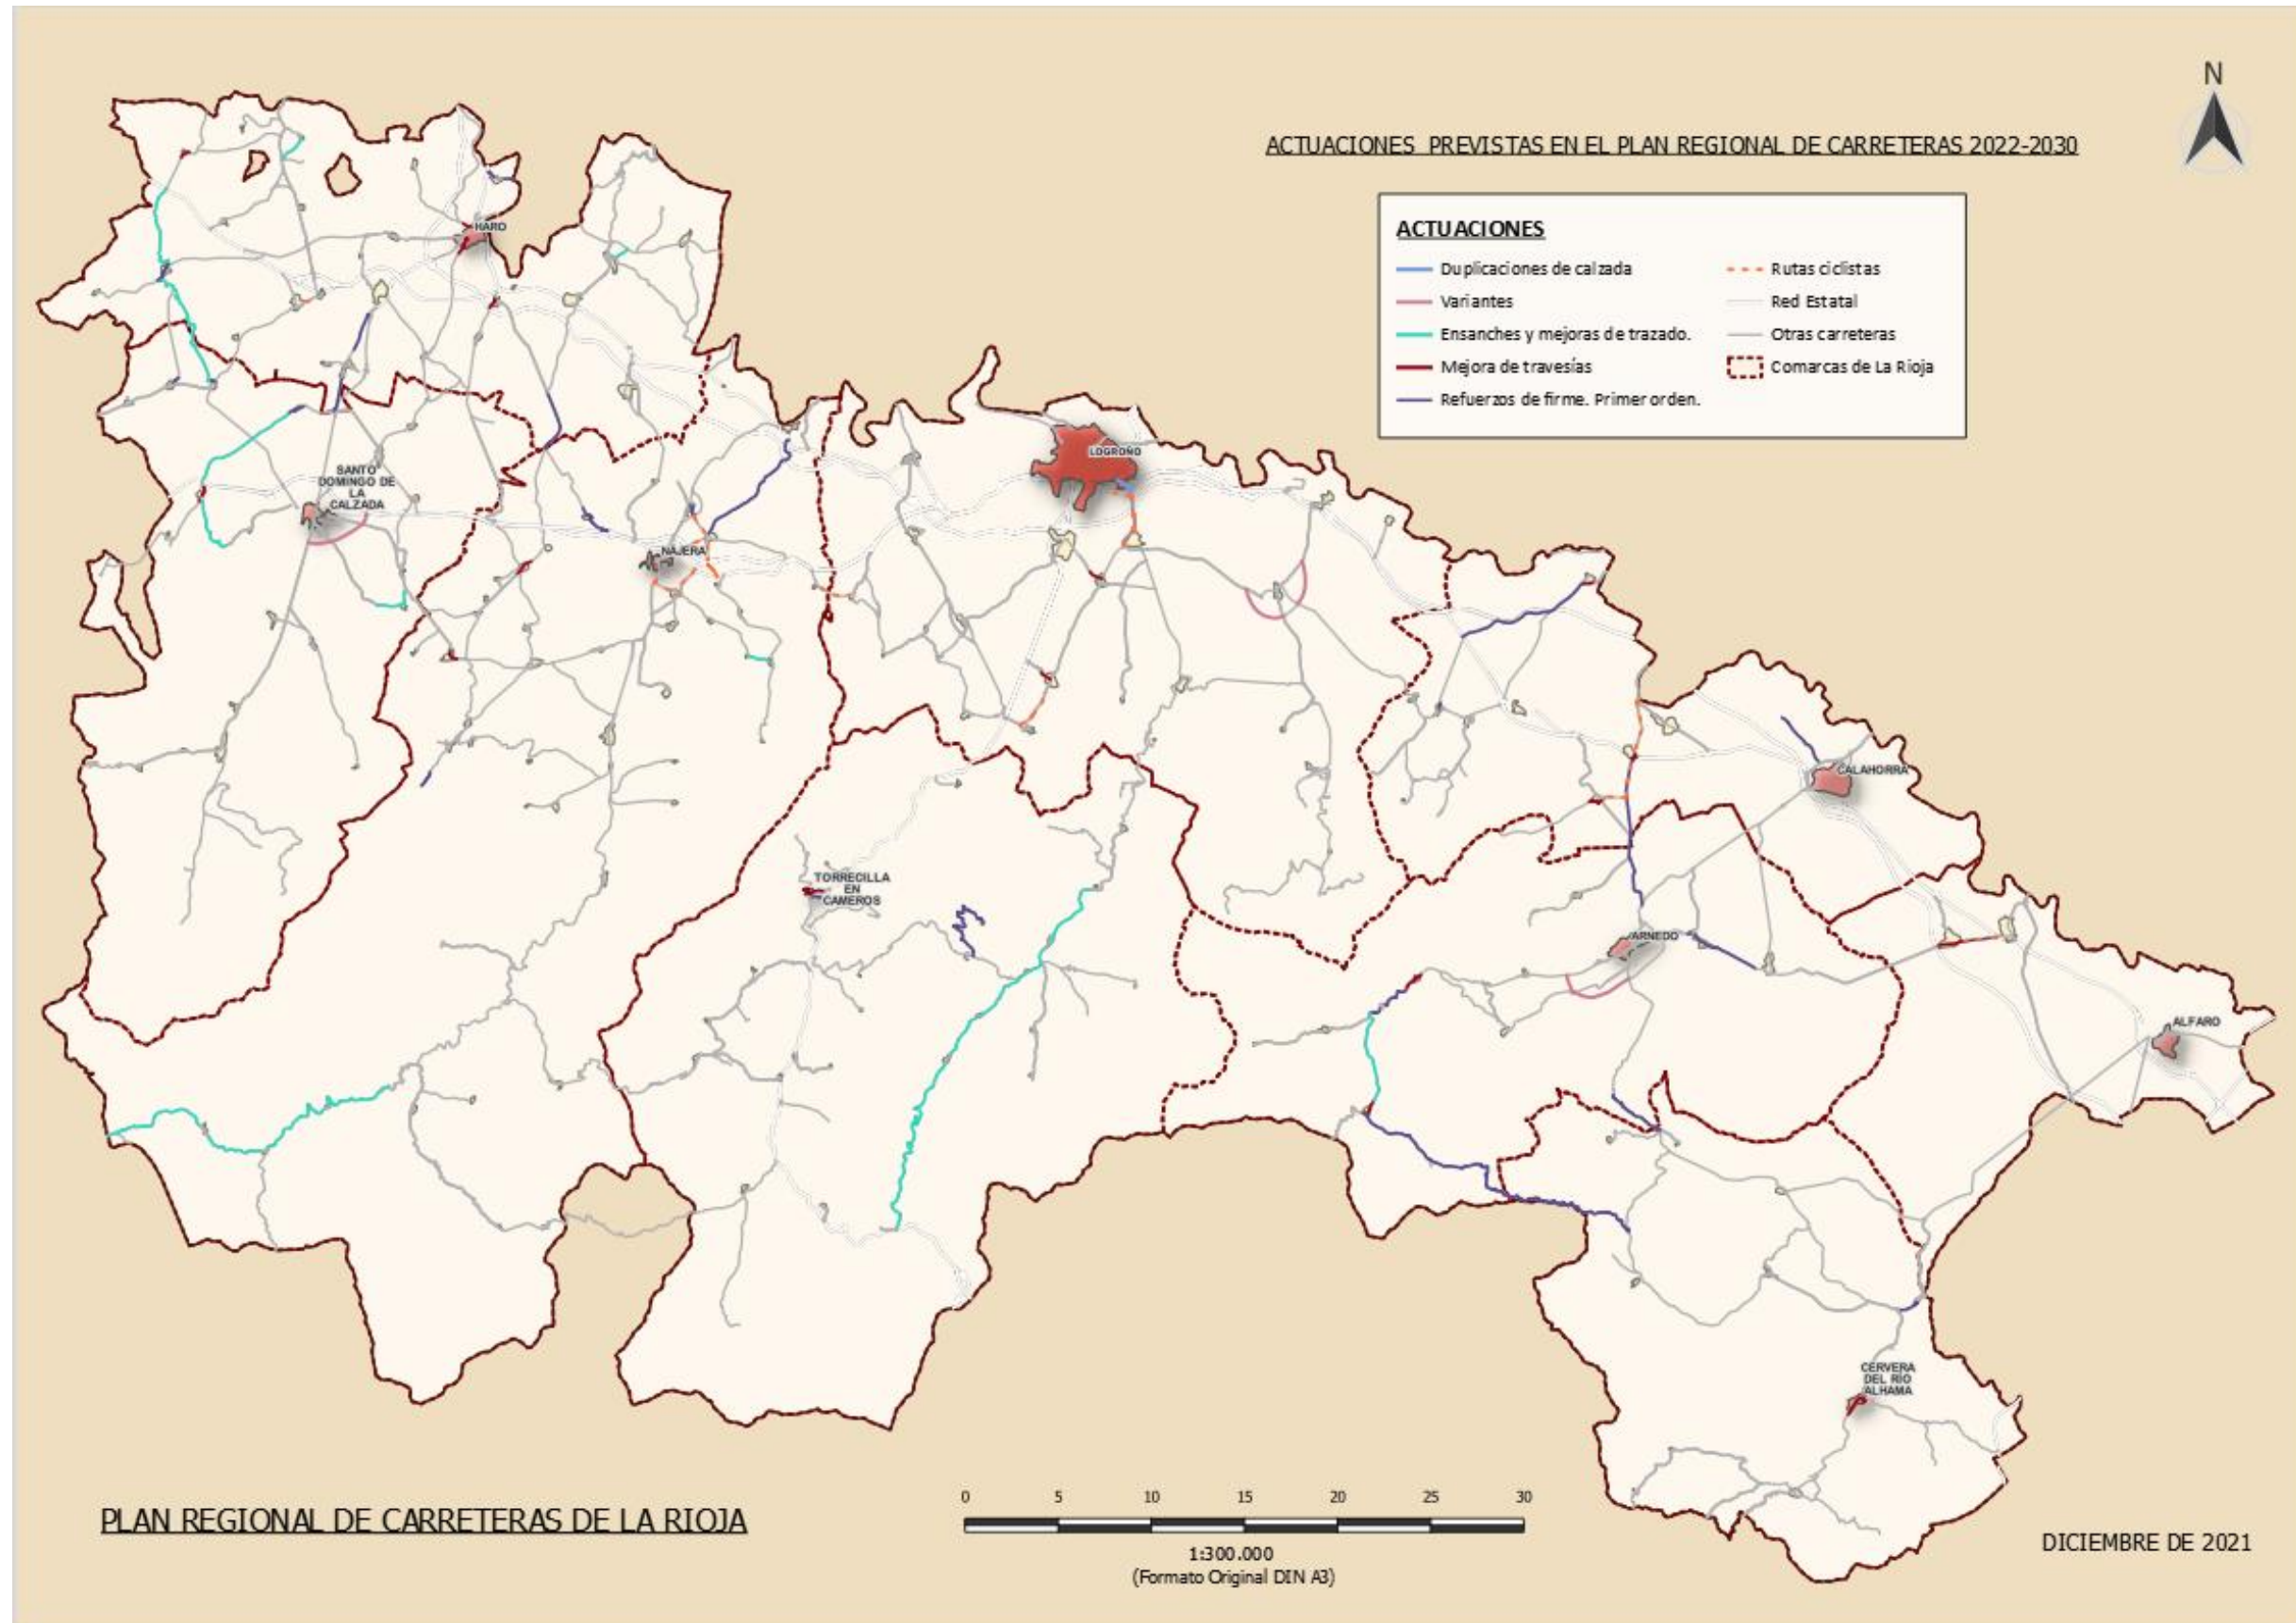 N
ACTUACIONES PREVISTAS EN EL PLAN REGIONAL DE CARRETERAS 2022-2030
ACTUACIONES
Duplicaciones de calzada
Variantes
Ensanches y mejoras de trazado.
Mejora de travesías
Refuerzos de firme. Primer orden.
Rutas ciclistas
Red Estatal
Otras carreteras
Comarcas de La Rioja
HARO
LOGROÑO
SANTO
DOMINGO DE
LA
CALZADA
NAJERA
CALAHORRA
TORRECILLA
EN
CAMEROS
ARNEDO
ALFARO
CERVERA
DEL RÍO
ALHAMA
PLAN REGIONAL DE CARRETERAS DE LA RIOJA
0 5 10 15 20 25 30
1:300.000
(Formato Original DIN A3)
DICIEMBRE DE 2021